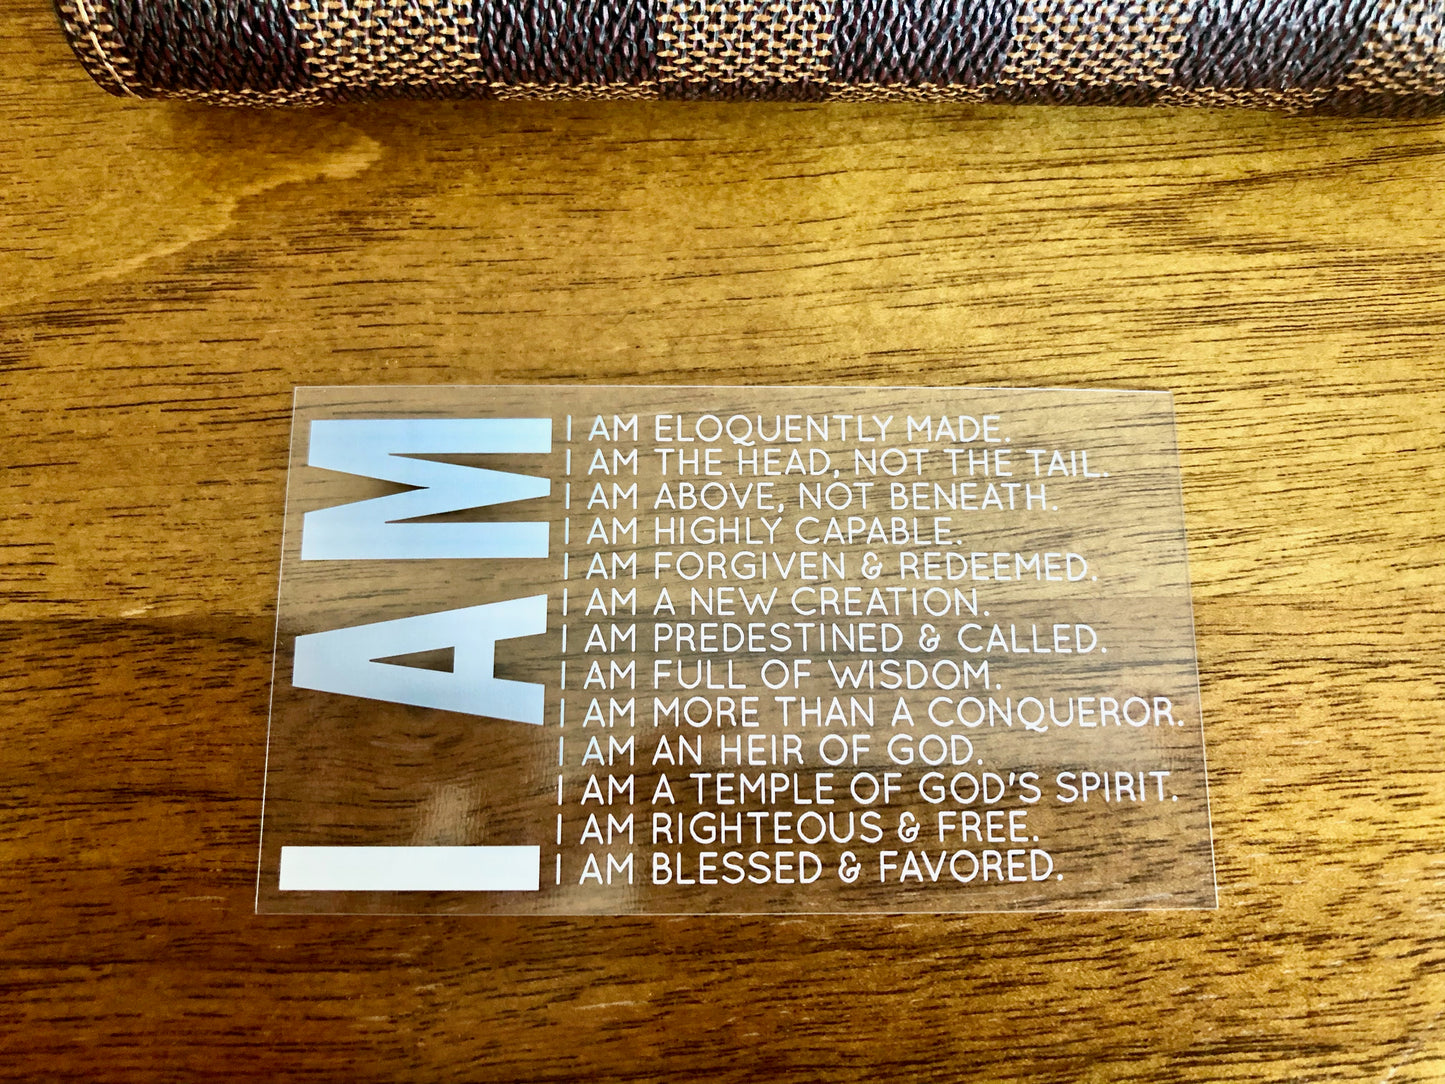 I AM
I AM ELOQUENTLY MADE.
I AM THE HEAD, NOT THE TAIL.
I AM ABOVE, NOT BENEATH.
I AM HIGHLY CAPABLE.
I AM FORGIVEN & REDEEMED.
I AM A NEW CREATION.
I AM PREDESTINED & CALLED.
I AM FULL OF WISDOM.
I AM MORE THAN A CONQUEROR.
I AM AN HEIR OF GOD.
I AM A TEMPLE OF GOD'S SPIRIT.
I AM RIGHTEOUS & FREE.
I AM BLESSED & FAVORED.